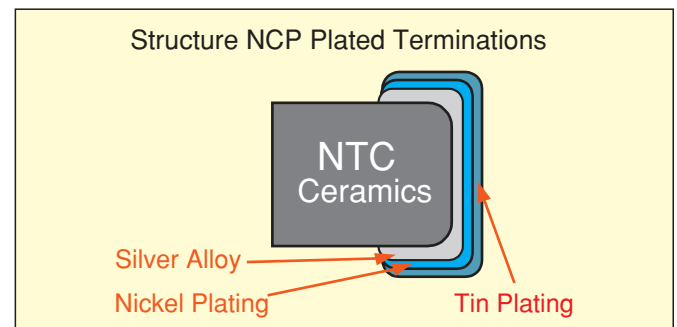 Structure NCP Plated Terminations
NTC
Ceramics
Silver Alloy
Nickel Plating
Tin Plating